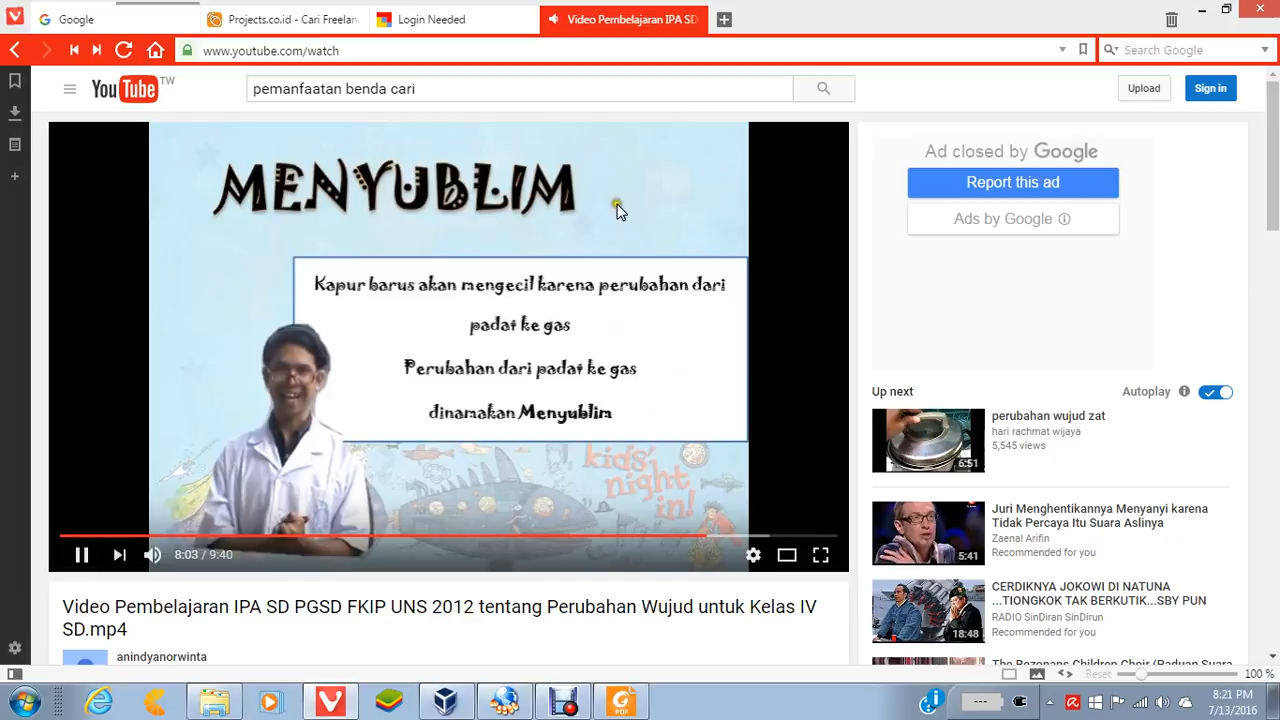 Google
Projects.co.id - Cari Freelan
Login Needed
Video Pembelajaran IPA SD
www.youtube.com/watch
Search Google
YouTube TW
pemanfaatan benda cari
Upload
Sign in
MENYUBLIM
Kapur barus akan mengecil karena perubahan dari
padat ke gas
Perubahan dari padat ke gas
dinamakan Menyublim
kids'
night
in!
8:03 / 9:40
Ad closed by Google
Report this ad
Ads by Google
Up next
Autoplay
perubahan wujud zat
hari rachmat wijaya
5,545 views
6:51
Juri Menghentikannya Menyanyi karena
Tidak Percaya Itu Suara Aslinya
Zaenal Arifin
Recommended for you
5:41
CERDIKNYA JOKOWI DI NATUNA
...TIONGKOK TAK BERKUTIK...SBY PUN
RADIO SinDiran SinDirun
Recommended for you
18:48
The Rezonans Children Choir (Paduan Suara
Video Pembelajaran IPA SD PGSD FKIP UNS 2012 tentang Perubahan Wujud untuk Kelas IV
SD.mp4
anindyanorwinta
Reset
100 %
PDF
8:21 PM
7/13/2016